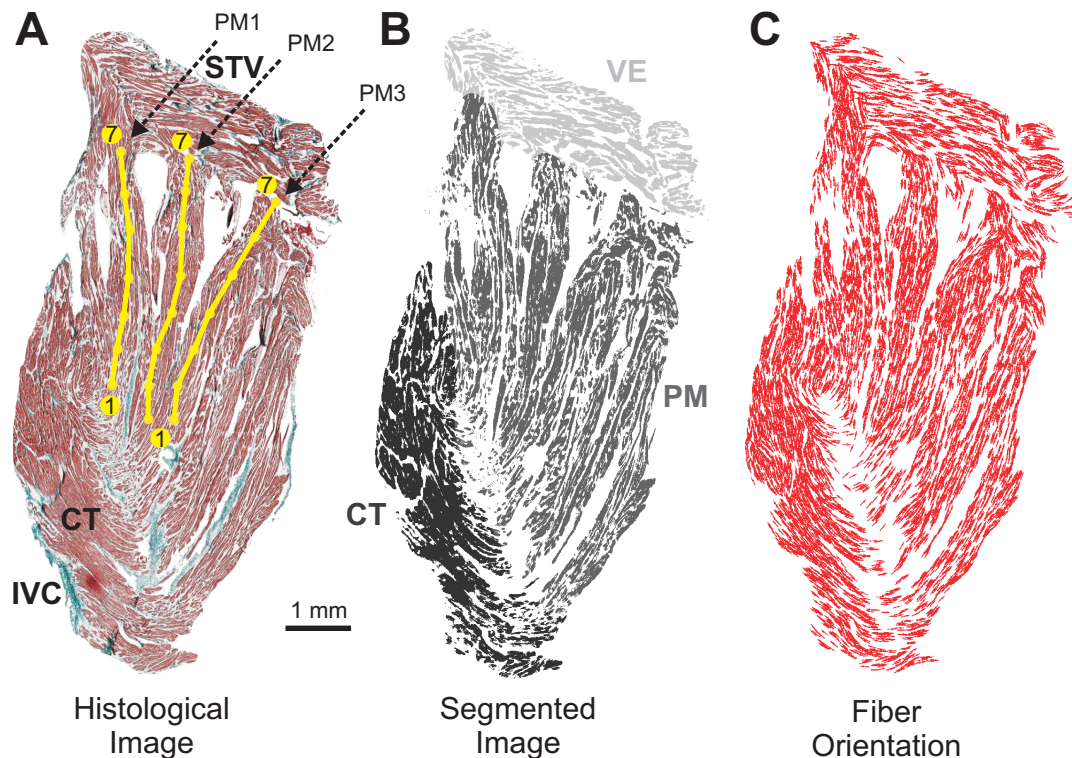 A
PM1
STV
PM2
PM3
7
7
7
1
1
CT
IVC
1 mm
Histological
Image
B
VE
PM
CT
Segmented
Image
C
Fiber
Orientation